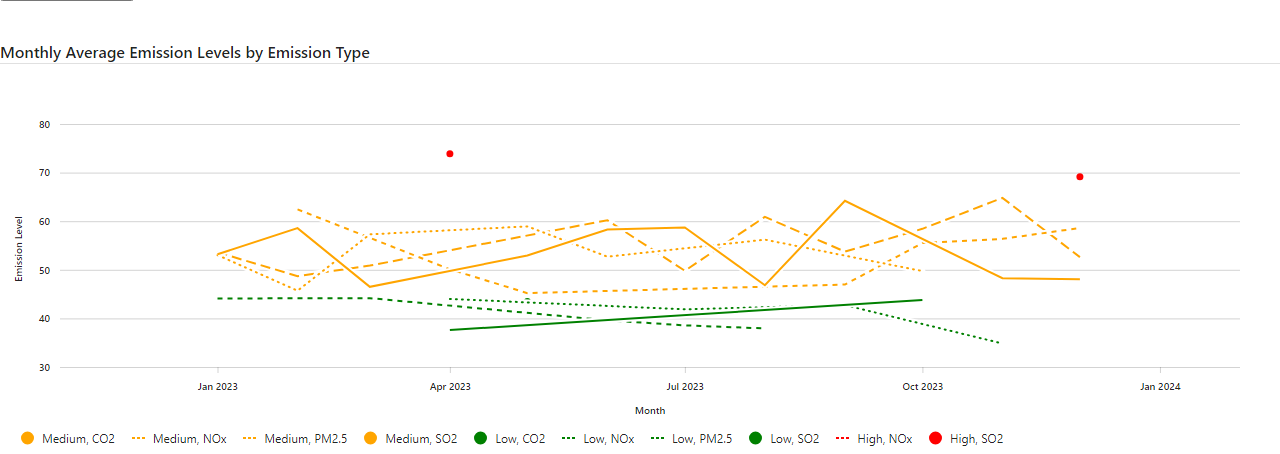 Monthly Average Emission Levels by Emission Type
80
70
60
50
40
30
Emission Level
Jan 2023 Apr 2023 Jul 2023 Oct 2023 Jan 2024
Month
Medium, CO2 Medium, NOx Medium, PM2.5 Medium, SO2 Low, CO2 Low, NOx Low, PM2.5 Low, SO2 High, NOx High, SO2